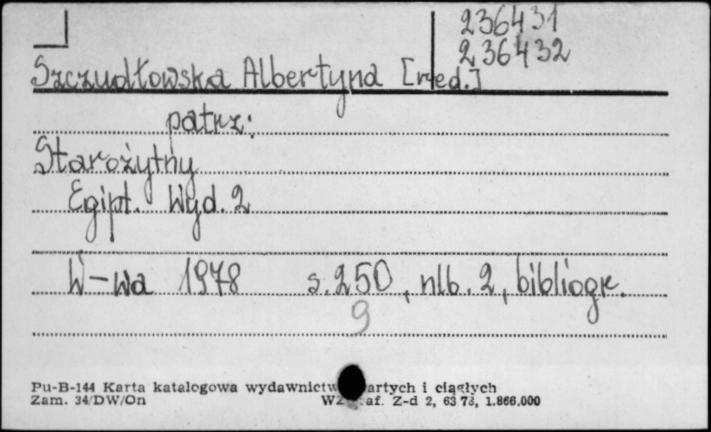 236431
236432
Szczudłowska Albertyna [red.]
patrz:
Starożytny
Egipt. Wyd. 2
W-wa 1978 s. 250, nlb. 2, bibliogr.
9
Pu-B-144 Karta katalogowa wydawnictw artych i ciągłych
Zam. 34/DW/On af. Z-d 2, 63 73, 1.866.000